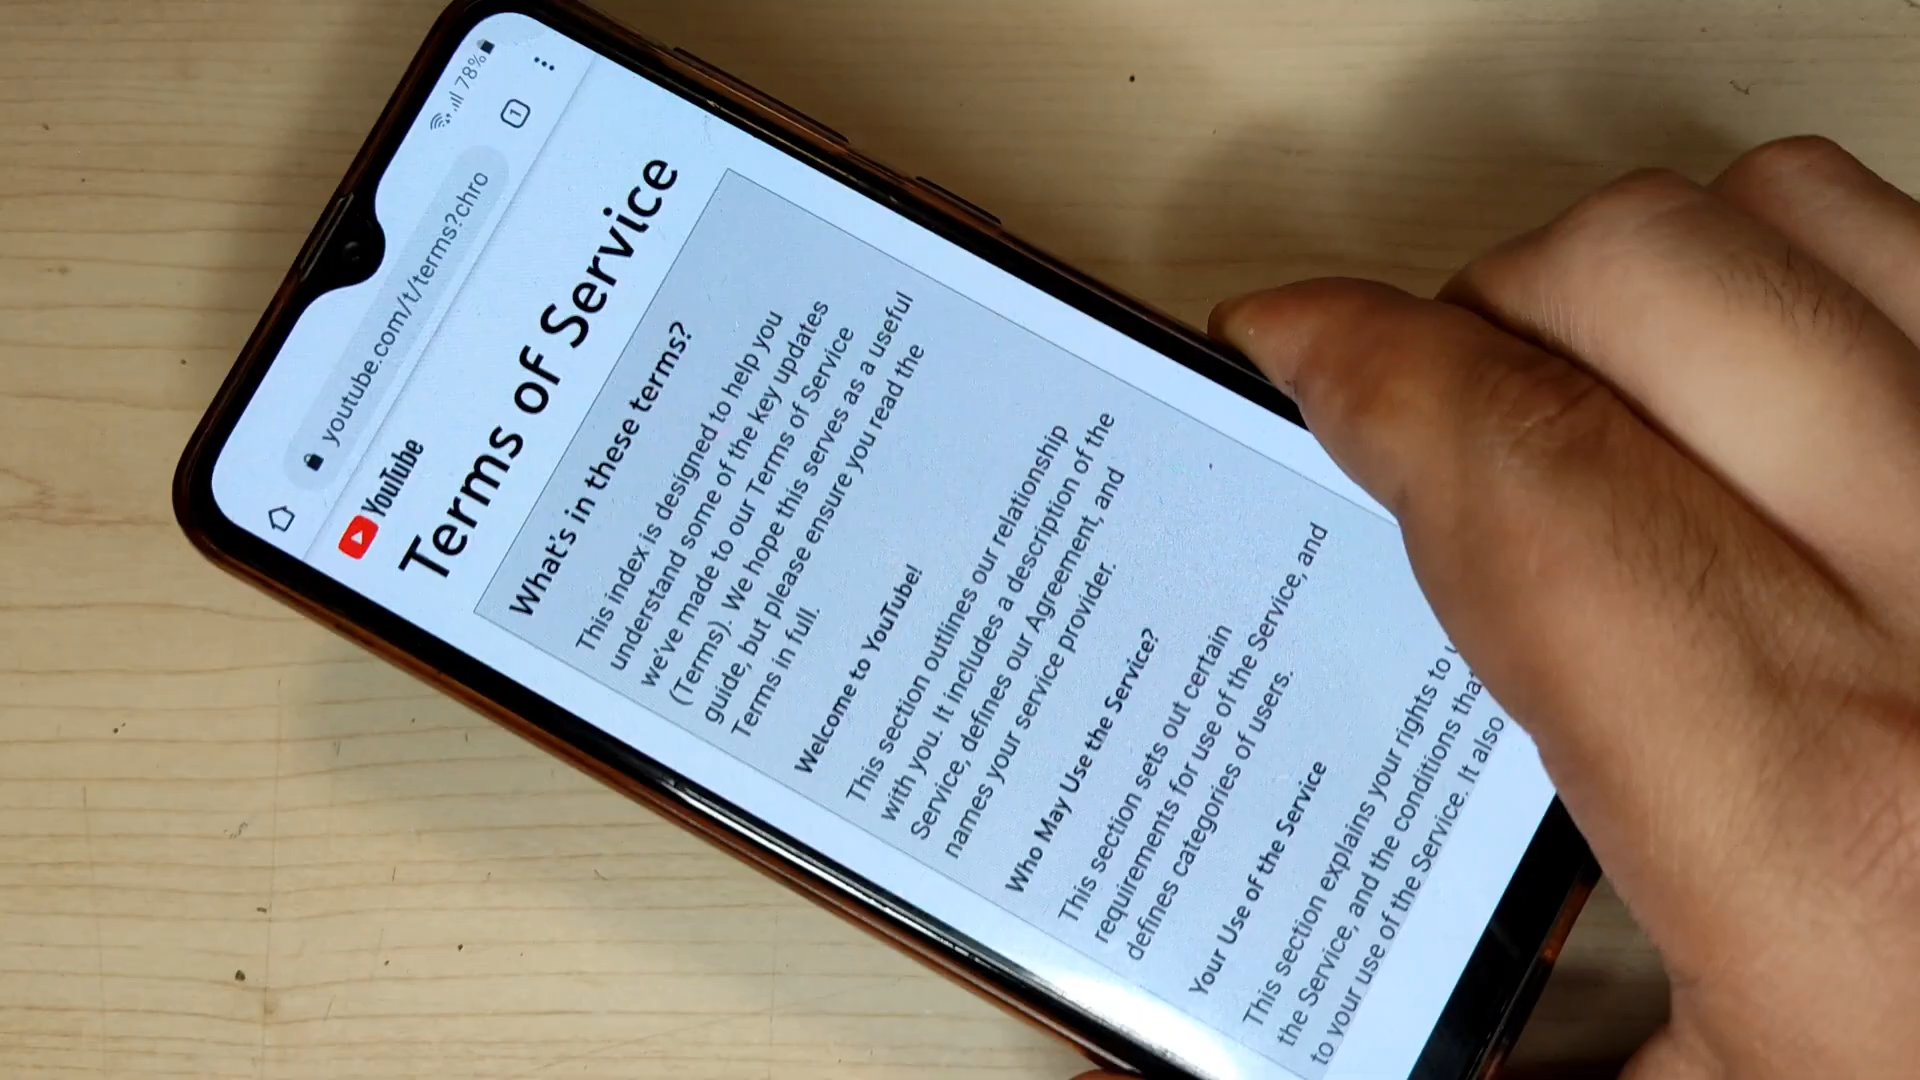 78%
1
youtube.com/t/terms?chro
YouTube
Terms of Service
What's in these terms?
This index is designed to help you
understand some of the key updates
we've made to our Terms of Service
(Terms). We hope this serves as a useful
guide, but please ensure you read the
Terms in full.
Welcome to YouTube!
This section outlines our relationship
with you. It includes a description of the
Service, defines our Agreement, and
names your service provider.
Who May Use the Service?
This section sets out certain
requirements for use of the Service, and
defines categories of users.
Your Use of the Service
This section explains your rights to
the Service, and the conditions that
to your use of the Service. It also